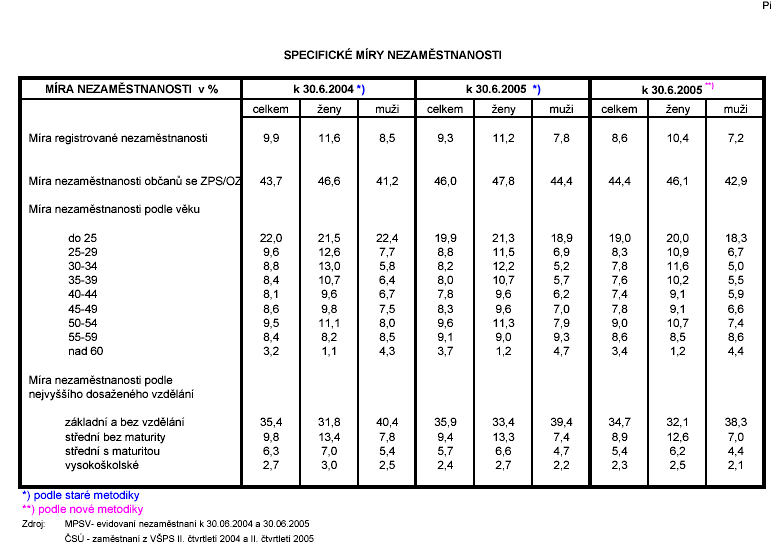 Př
SPECIFICKÉ MÍRY NEZAMĚSTNANOSTI
MÍRA NEZAMĚSTNANOSTI v % k 30.6.2004 *) k 30.6.2005 *) k 30.6.2005 **)
celkem ženy muži celkem ženy muži celkem ženy muži
Míra registrované nezaměstnanosti 9,9 11,6 8,5 9,3 11,2 7,8 8,6 10,4 7,2
Míra nezaměstnanosti občanů se ZPS/OZ 43,7 46,6 41,2 46,0 47,8 44,4 44,4 46,1 42,9
Míra nezaměstnanosti podle věku
do 25 22,0 21,5 22,4 19,9 21,3 18,9 19,0 20,0 18,3
25-29 9,6 12,6 7,7 8,8 11,5 6,9 8,3 10,9 6,7
30-34 8,8 13,0 5,8 8,2 12,2 5,2 7,8 11,6 5,0
35-39 8,4 10,7 6,4 8,0 10,7 5,7 7,6 10,2 5,5
40-44 8,1 9,6 6,7 7,8 9,6 6,2 7,4 9,1 5,9
45-49 8,6 9,8 7,5 8,3 9,6 7,0 7,8 9,1 6,6
50-54 9,5 11,1 8,0 9,6 11,3 7,9 9,0 10,7 7,4
55-59 8,4 8,2 8,5 9,1 9,0 9,3 8,6 8,5 8,6
nad 60 3,2 1,1 4,3 3,7 1,2 4,7 3,4 1,2 4,4
Míra nezaměstnanosti podle
nejvyššího dosaženého vzdělání
základní a bez vzdělání 35,4 31,8 40,4 35,9 33,4 39,4 34,7 32,1 38,3
střední bez maturity 9,8 13,4 7,8 9,4 13,3 7,4 8,9 12,6 7,0
střední s maturitou 6,3 7,0 5,4 5,7 6,6 4,7 5,4 6,2 4,4
vysokoškolské 2,7 3,0 2,5 2,4 2,7 2,2 2,3 2,5 2,1
*) podle staré metodiky
**) podle nové metodiky
Zdroj: MPSV- evidovaní nezaměstnaní k 30.06.2004 a 30.06.2005
ČSÚ - zaměstnaní z VŠPS II. čtvrtletí 2004 a II. čtvrtletí 2005